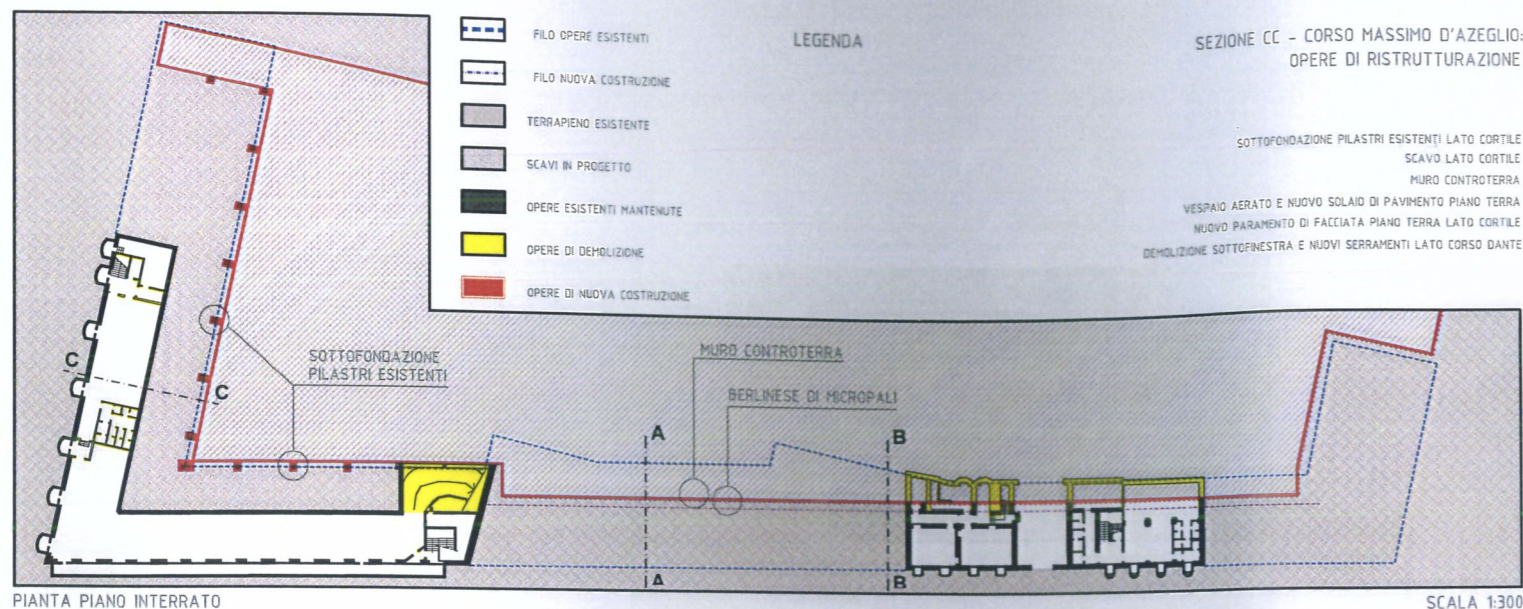 LEGENDA
FILO OPERE ESISTENTI
FILO NUOVA COSTRUZIONE
TERRAPIENO ESISTENTE
SCAVI IN PROGETTO
OPERE ESISTENTI MANTENUTE
OPERE DI DEMOLIZIONE
OPERE DI NUOVA COSTRUZIONE
SEZIONE CC - CORSO MASSIMO D'AZEGLIO:
OPERE DI RISTRUTTURAZIONE
SOTTOFONDAZIONE PILASTRI ESISTENTI LATO CORTILE
SCAVO LATO CORTILE
MURO CONTROTERRA
VESPAIO AERATO E NUOVO SOLAIO DI PAVIMENTO PIANO TERRA
NUOVO PARAMENTO DI FACCIATA PIANO TERRA LATO CORTILE
DEMOLIZIONE SOTTOFINESTRA E NUOVI SERRAMENTI LATO CORSO DANTE
SOTTOFONDAZIONE
PILASTRI ESISTENTI
MURO CONTROTERRA
BERLINESE DI MICROPALI
C
C
A
B
A
B
PIANTA PIANO INTERRATO
SCALA 1:300